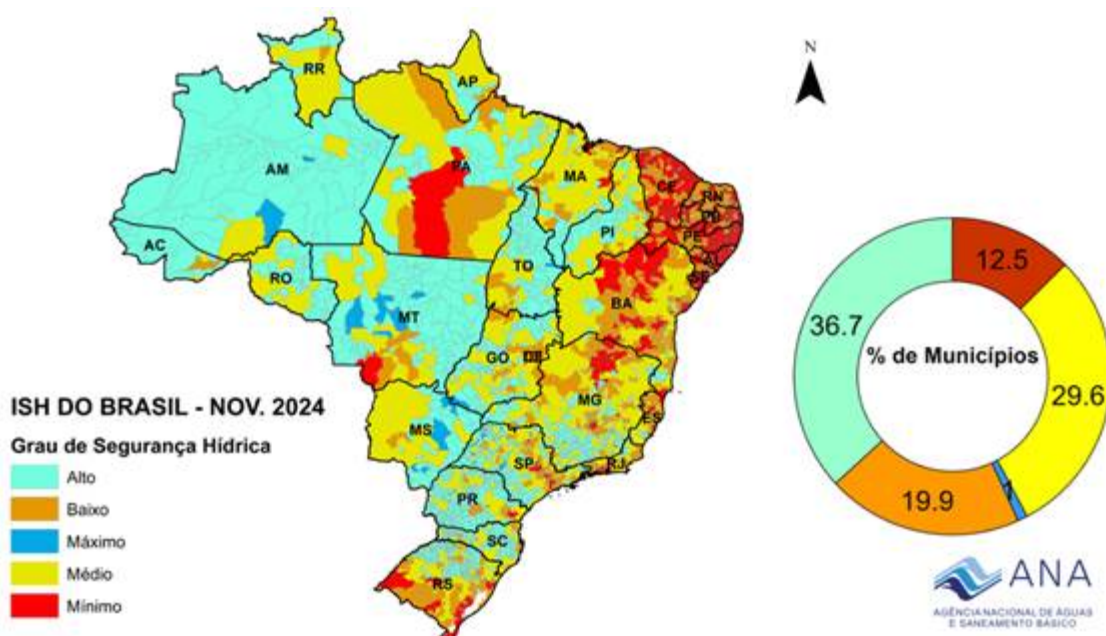 N
RR
AP
AM
PA
MA
CE
RN
PB
PE
AL
SE
PI
AC
TO
RO
BA
MT
GO
DF
MG
ES
MS
SP
RJ
PR
SC
RS
ISH DO BRASIL - NOV. 2024
Grau de Segurança Hídrica
Alto
Baixo
Máximo
Médio
Mínimo
12.5
36.7
% de Municípios
29.6
19.9
ANA
AGÊNCIA NACIONAL DE ÁGUAS
E SANEAMENTO BÁSICO